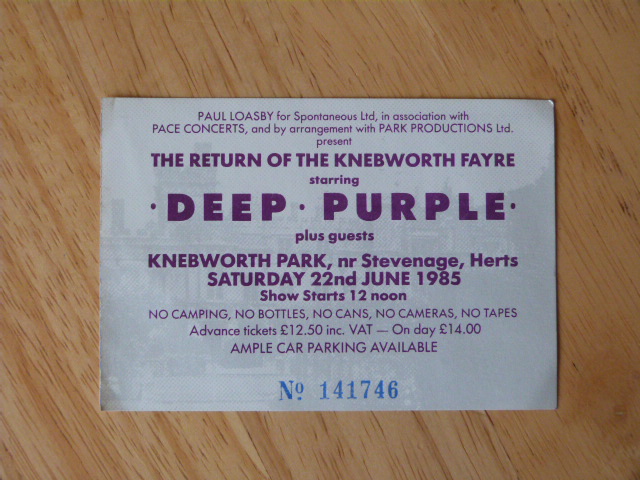 PAUL LOASBY for Spontaneous Ltd, in association with
PACE CONCERTS, and by arrangement with PARK PRODUCTIONS Ltd.
present
THE RETURN OF THE KNEBWORTH FAYRE
starring
· DEEP · PURPLE ·
plus guests
KNEBWORTH PARK, nr Stevenage, Herts
SATURDAY 22nd JUNE 1985
Show Starts 12 noon
NO CAMPING, NO BOTTLES, NO CANS, NO CAMERAS, NO TAPES
Advance tickets £12.50 inc. VAT — On day £14.00
AMPLE CAR PARKING AVAILABLE
Nº 141746